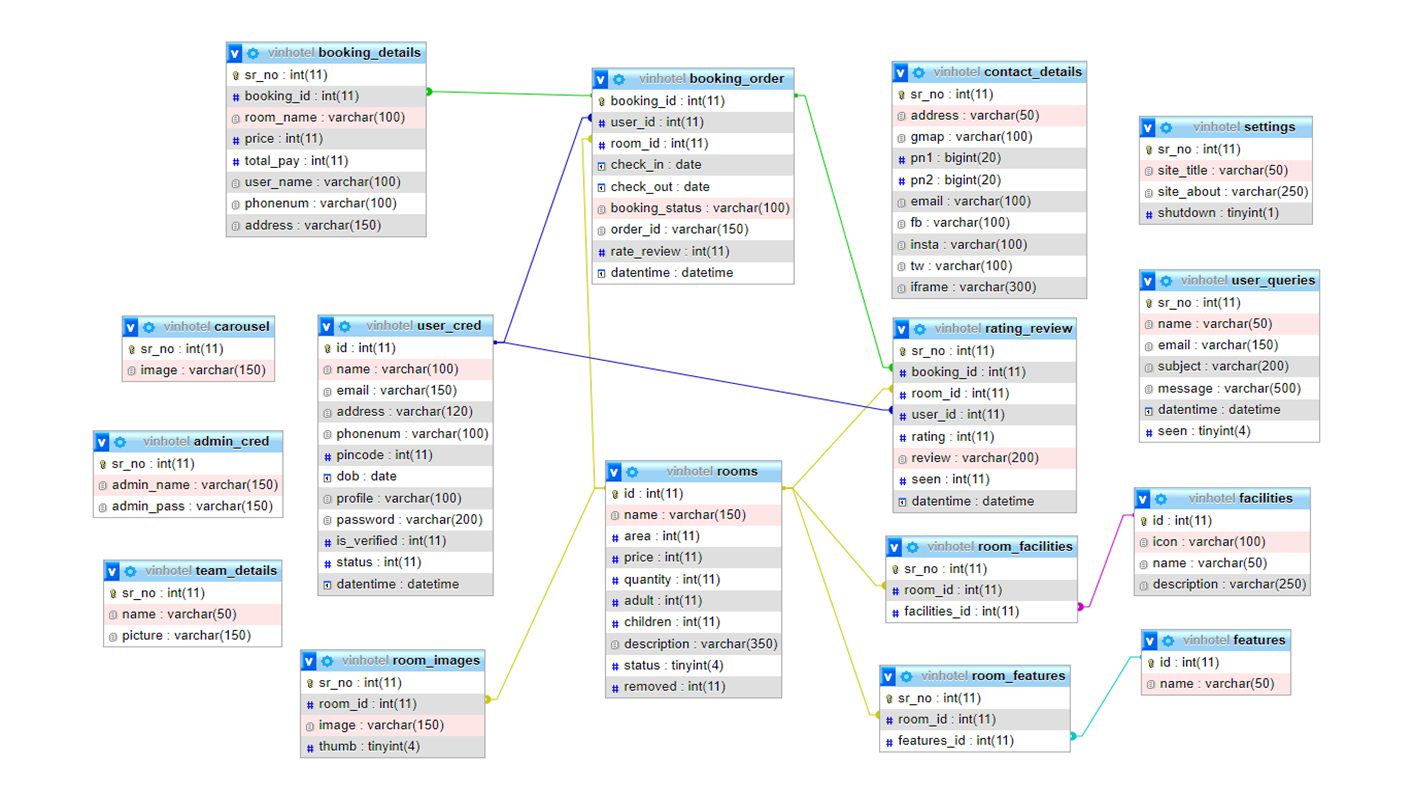 vinhotel booking_details
sr_no : int(11)
booking_id : int(11)
room_name : varchar(100)
price : int(11)
total_pay : int(11)
user_name : varchar(100)
phonenum : varchar(100)
address : varchar(150)
vinhotel booking_order
booking_id : int(11)
user_id : int(11)
room_id : int(11)
check_in : date
check_out : date
booking_status : varchar(100)
order_id : varchar(150)
rate_review : int(11)
datentime : datetime
vinhotel contact_details
sr_no : int(11)
address : varchar(50)
gmap : varchar(100)
pn1 : bigint(20)
pn2 : bigint(20)
email : varchar(100)
fb : varchar(100)
insta : varchar(100)
tw : varchar(100)
iframe : varchar(300)
vinhotel settings
sr_no : int(11)
site_title : varchar(50)
site_about : varchar(250)
shutdown : tinyint(1)
vinhotel user_queries
sr_no : int(11)
name : varchar(50)
email : varchar(150)
subject : varchar(200)
message : varchar(500)
datentime : datetime
seen : tinyint(4)
vinhotel carousel
sr_no : int(11)
image : varchar(150)
vinhotel user_cred
id : int(11)
name : varchar(100)
email : varchar(150)
address : varchar(120)
phonenum : varchar(100)
pincode : int(11)
dob : date
profile : varchar(100)
password : varchar(200)
is_verified : int(11)
status : int(11)
datentime : datetime
vinhotel rating_review
sr_no : int(11)
booking_id : int(11)
room_id : int(11)
user_id : int(11)
rating : int(11)
review : varchar(200)
seen : int(11)
datentime : datetime
vinhotel admin_cred
sr_no : int(11)
admin_name : varchar(150)
admin_pass : varchar(150)
vinhotel rooms
id : int(11)
name : varchar(150)
area : int(11)
price : int(11)
quantity : int(11)
adult : int(11)
children : int(11)
description : varchar(350)
status : tinyint(4)
removed : int(11)
vinhotel facilities
id : int(11)
icon : varchar(100)
name : varchar(50)
description : varchar(250)
vinhotel room_facilities
sr_no : int(11)
room_id : int(11)
facilities_id : int(11)
vinhotel team_details
sr_no : int(11)
name : varchar(50)
picture : varchar(150)
vinhotel room_images
sr_no : int(11)
room_id : int(11)
image : varchar(150)
thumb : tinyint(4)
vinhotel room_features
sr_no : int(11)
room_id : int(11)
features_id : int(11)
vinhotel features
id : int(11)
name : varchar(50)